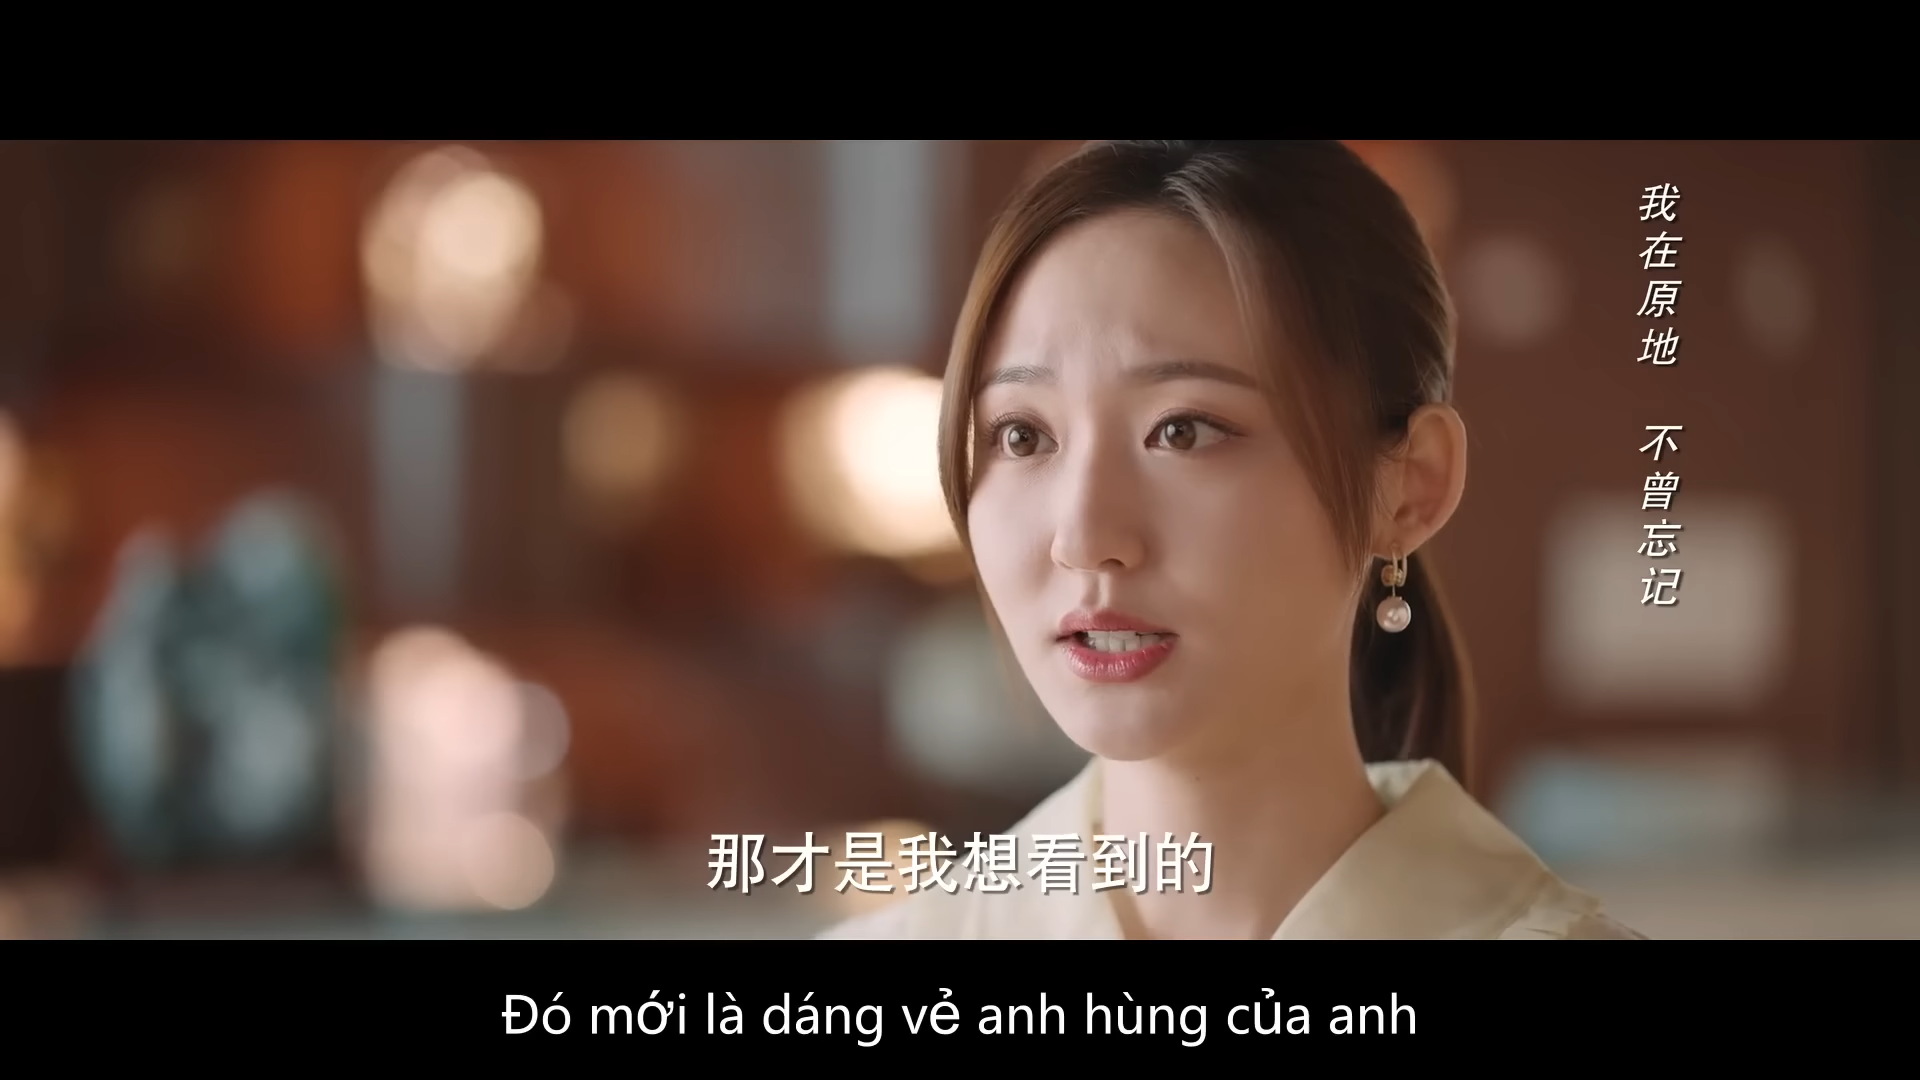 我在原地 不曾忘记
那才是我想看到的
Đó mới là dáng vẻ anh hùng của anh